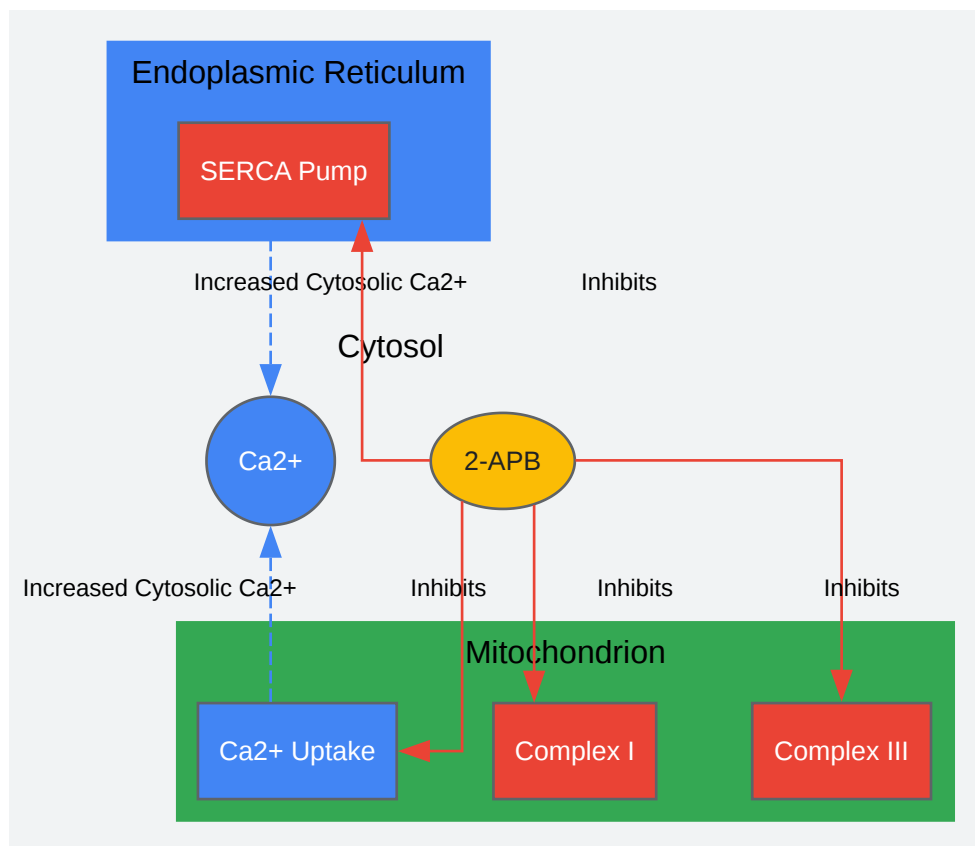 Endoplasmic Reticulum
SERCA Pump
Increased Cytosolic Ca2+
Inhibits
Cytosol
Ca2+
2-APB
Increased Cytosolic Ca2+
Inhibits
Inhibits
Inhibits
Mitochondrion
Ca2+ Uptake
Complex I
Complex III